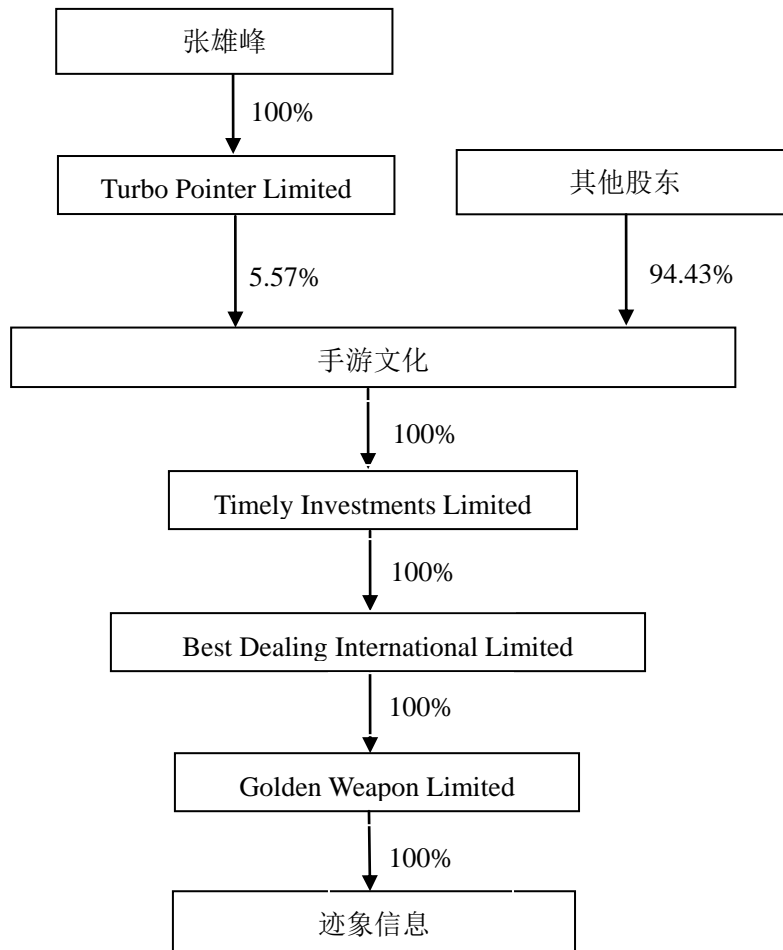 张雄峰
100%
Turbo Pointer Limited
其他股东
5.57%
94.43%
手游文化
100%
Timely Investments Limited
100%
Best Dealing International Limited
100%
Golden Weapon Limited
100%
迹象信息